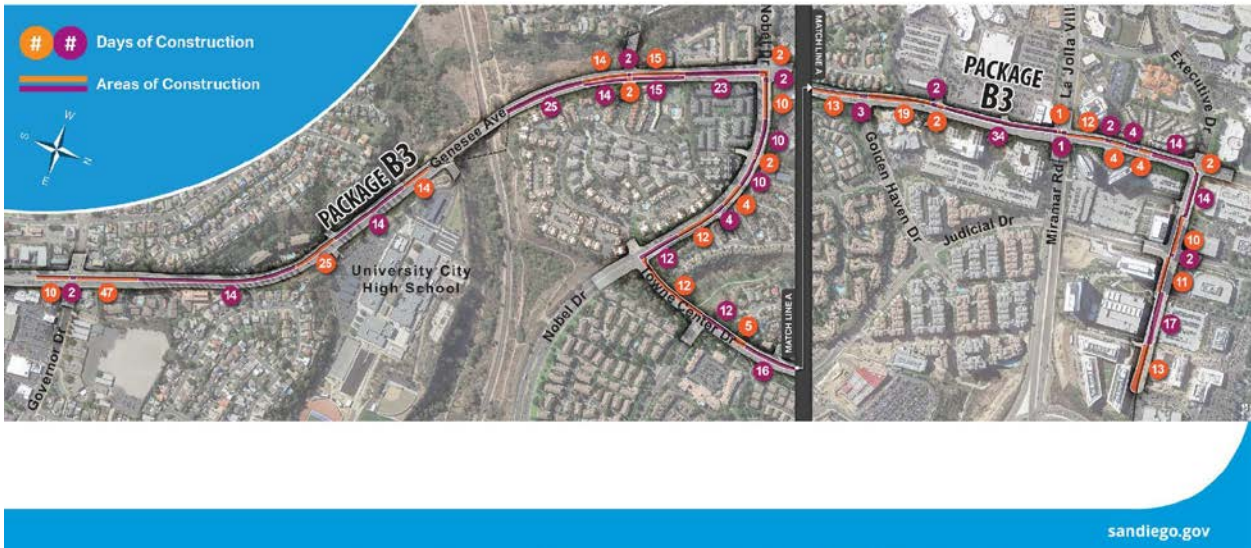 # # Days of Construction
Areas of Construction
W
S
N
E
PACKAGE B3
Genesee Ave
University City
High School
Governor Dr
Nobel Dr
Nobel Dr
Towne Center Dr
MATCH LINE A
MATCH LINE A
10
2
47
14
25
14
14
25
14
2
15
14
2
15
23
2
2
10
10
2
10
4
4
12
12
12
12
5
16
PACKAGE
B3
La Jolla Vill
Executive Dr
Golden Haven Dr
Judicial Dr
Miramar Rd
13
3
19
2
2
34
1
1
12
2
4
4
4
14
2
14
10
2
11
17
13
sandiego.gov